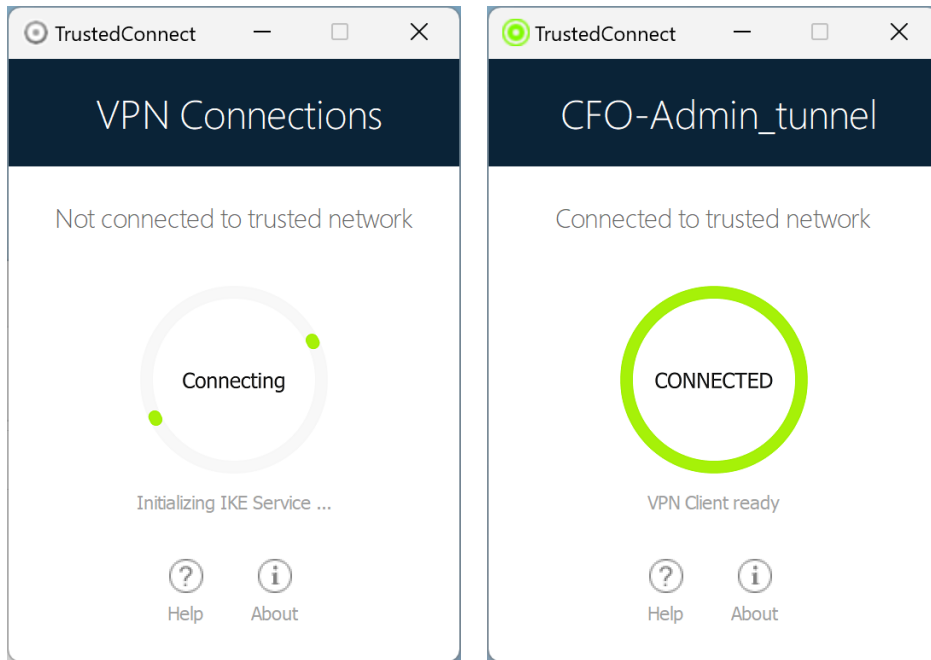 TrustedConnect
VPN Connections
Not connected to trusted network
Connecting
Initializing IKE Service ...
Help About
TrustedConnect
CFO-Admin_tunnel
Connected to trusted network
CONNECTED
VPN Client ready
Help About